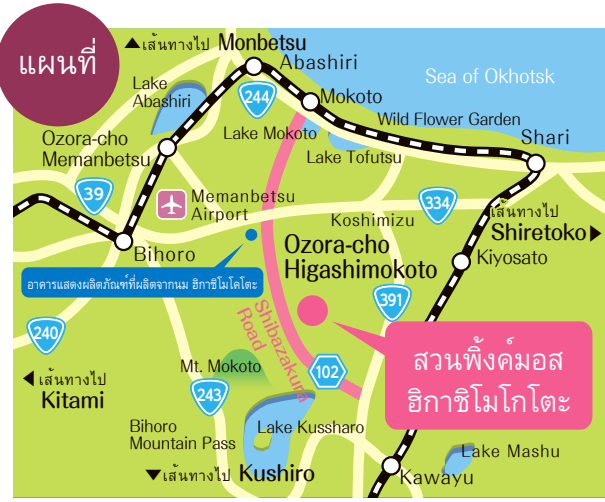 แผนที่
▲เส้นทางไป Monbetsu
Abashiri
Sea of Okhotsk
Lake
Abashiri
244
Mokoto
Wild Flower Garden
Lake Mokoto
Shari
Ozora-cho
Memanbetsu
Lake Tofutsu
39
Memanbetsu
Airport
334
เส้นทางไป
Shiretoko▶
Koshimizu
Bihoro
Ozora-cho
Higashimokoto
Kiyosato
อาคารแสดงผลิตภัณฑ์ที่ผลิตจากนม ฮิกาชิโมโคโตะ
391
Shibazakura
Road
240
สวนพิ้งค์มอส
ฮิกาชิโมโกโตะ
Mt. Mokoto
102
◀เส้นทางไป
Kitami
243
Bihoro
Mountain Pass
Lake Kussharo
Lake Mashu
▼เส้นทางไป Kushiro
Kawayu